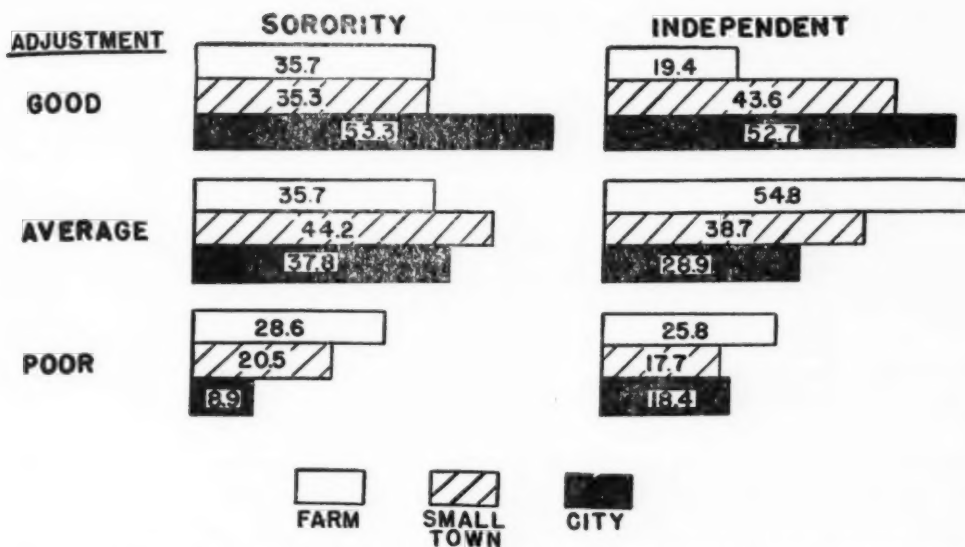 SORORITY INDEPENDENT
ADJUSTMENT
35.7 19.4
GOOD 35.3 43.6
53.3 52.7
35.7 54.8
AVERAGE 44.2 38.7
37.8 28.9
28.6 25.8
POOR 20.5 17.7
8.9 18.4
FARM SMALL TOWN CITY